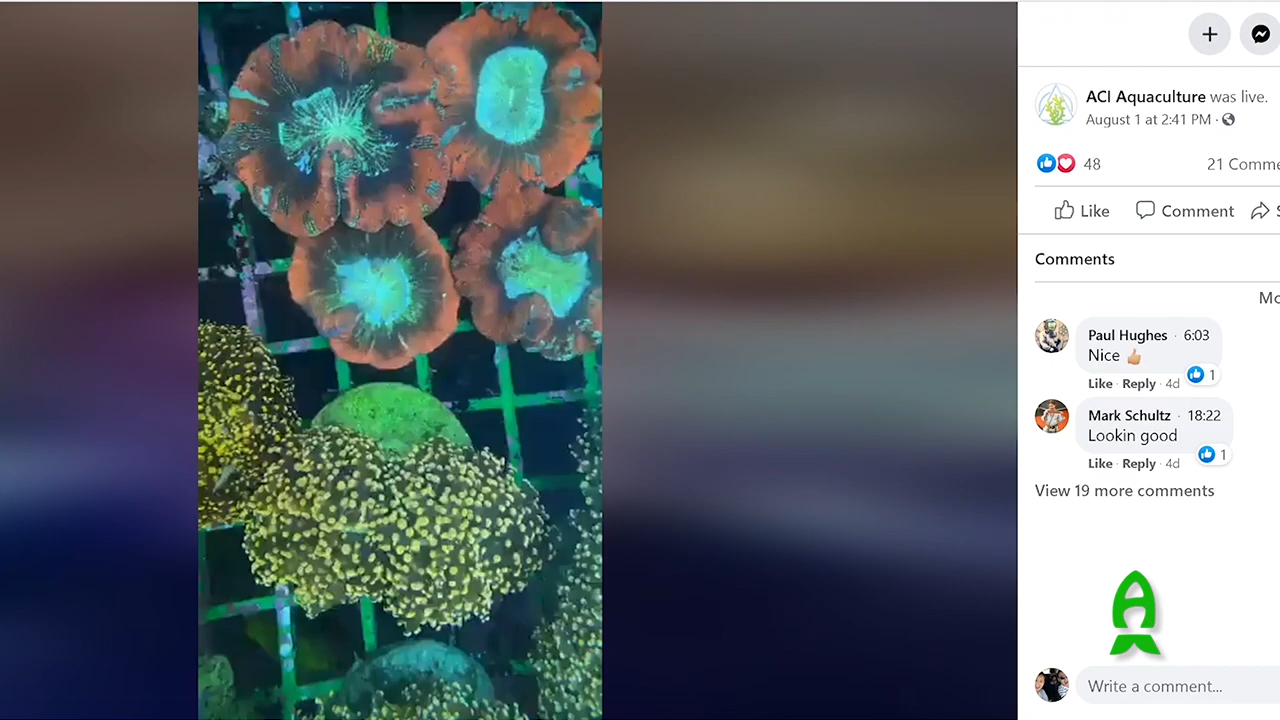 ACI Aquaculture was live.
August 1 at 2:41 PM ·
48
21 Comme
Like
Comment
S
Comments
Mo
Paul Hughes · 6:03
Nice
Like · Reply · 4d
1
Mark Schultz · 18:22
Lookin good
Like · Reply · 4d
1
View 19 more comments
A
Write a comment...